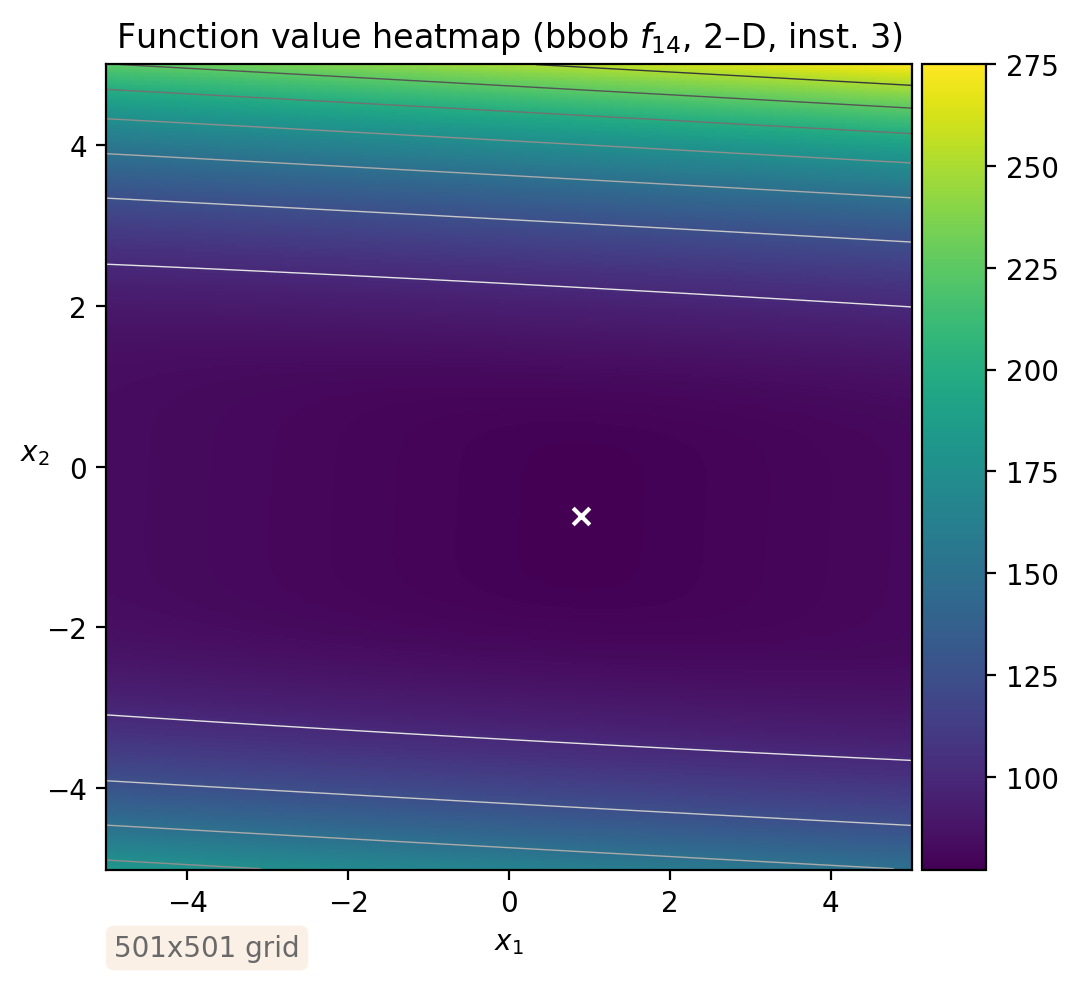 Function value heatmap (bbob f₁₄, 2–D, inst. 3)
275
250
225
200
175
150
125
100
4
2
0
−2
−4
x₂
−4 −2 0 2 4
x₁
501x501 grid